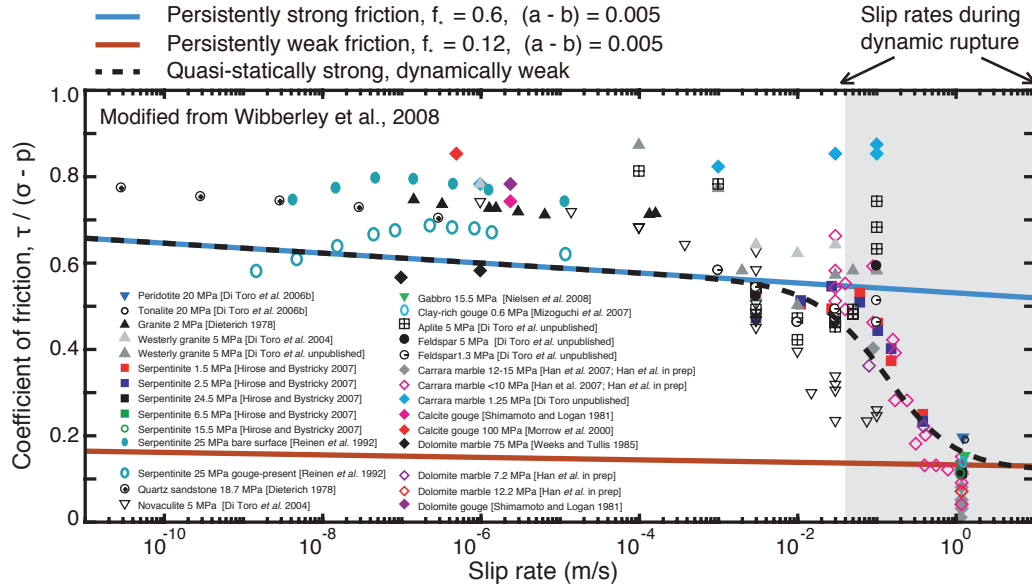 Persistently strong friction, f* = 0.6, (a - b) = 0.005
Persistently weak friction, f* = 0.12, (a - b) = 0.005
Quasi-statically strong, dynamically weak
Slip rates during
dynamic rupture
Modified from Wibberley et al., 2008
Coefficient of friction, τ / (σ - p)
1.0
0.8
0.6
0.4
0.2
0
Peridotite 20 MPa [Di Toro et al. 2006b]
Tonalite 20 MPa [Di Toro et al. 2006b]
Granite 2 MPa [Dieterich 1978]
Westerly granite 5 MPa [Di Toro et al. 2004]
Westerly granite 5 MPa [Di Toro et al. unpublished]
Serpentinite 1.5 MPa [Hirose and Bystricky 2007]
Serpentinite 2.5 MPa [Hirose and Bystricky 2007]
Serpentinite 24.5 MPa [Hirose and Bystricky 2007]
Serpentinite 6.5 MPa [Hirose and Bystricky 2007]
Serpentinite 15.5 MPa [Hirose and Bystricky 2007]
Serpentinite 25 MPa bare surface [Reinen et al. 1992]
Serpentinite 25 MPa gouge-present [Reinen et al. 1992]
Quartz sandstone 18.7 MPa [Dieterich 1978]
Novaculite 5 MPa [Di Toro et al. 2004]
Gabbro 15.5 MPa [Nielsen et al. 2008]
Clay-rich gouge 0.6 MPa [Mizoguchi et al. 2007]
Aplite 5 MPa [Di Toro et al. unpublished]
Feldspar 5 MPa [Di Toro et al. unpublished]
Feldspar1.3 MPa [Di Toro et al. unpublished]
Carrara marble 12-15 MPa [Han et al. 2007; Han et al. in prep]
Carrara marble <10 MPa [Han et al. 2007; Han et al. in prep]
Carrara marble 1.25 MPa [Di Toro unpublished]
Calcite gouge [Shimamoto and Logan 1981]
Calcite gouge 100 MPa [Morrow et al. 2000]
Dolomite marble 75 MPa [Weeks and Tullis 1985]
Dolomite marble 7.2 MPa [Han et al. in prep]
Dolomite marble 12.2 MPa [Han et al. in prep]
Dolomite gouge [Shimamoto and Logan 1981]
10^-10 10^-8 10^-6 10^-4 10^-2 10^0
Slip rate (m/s)